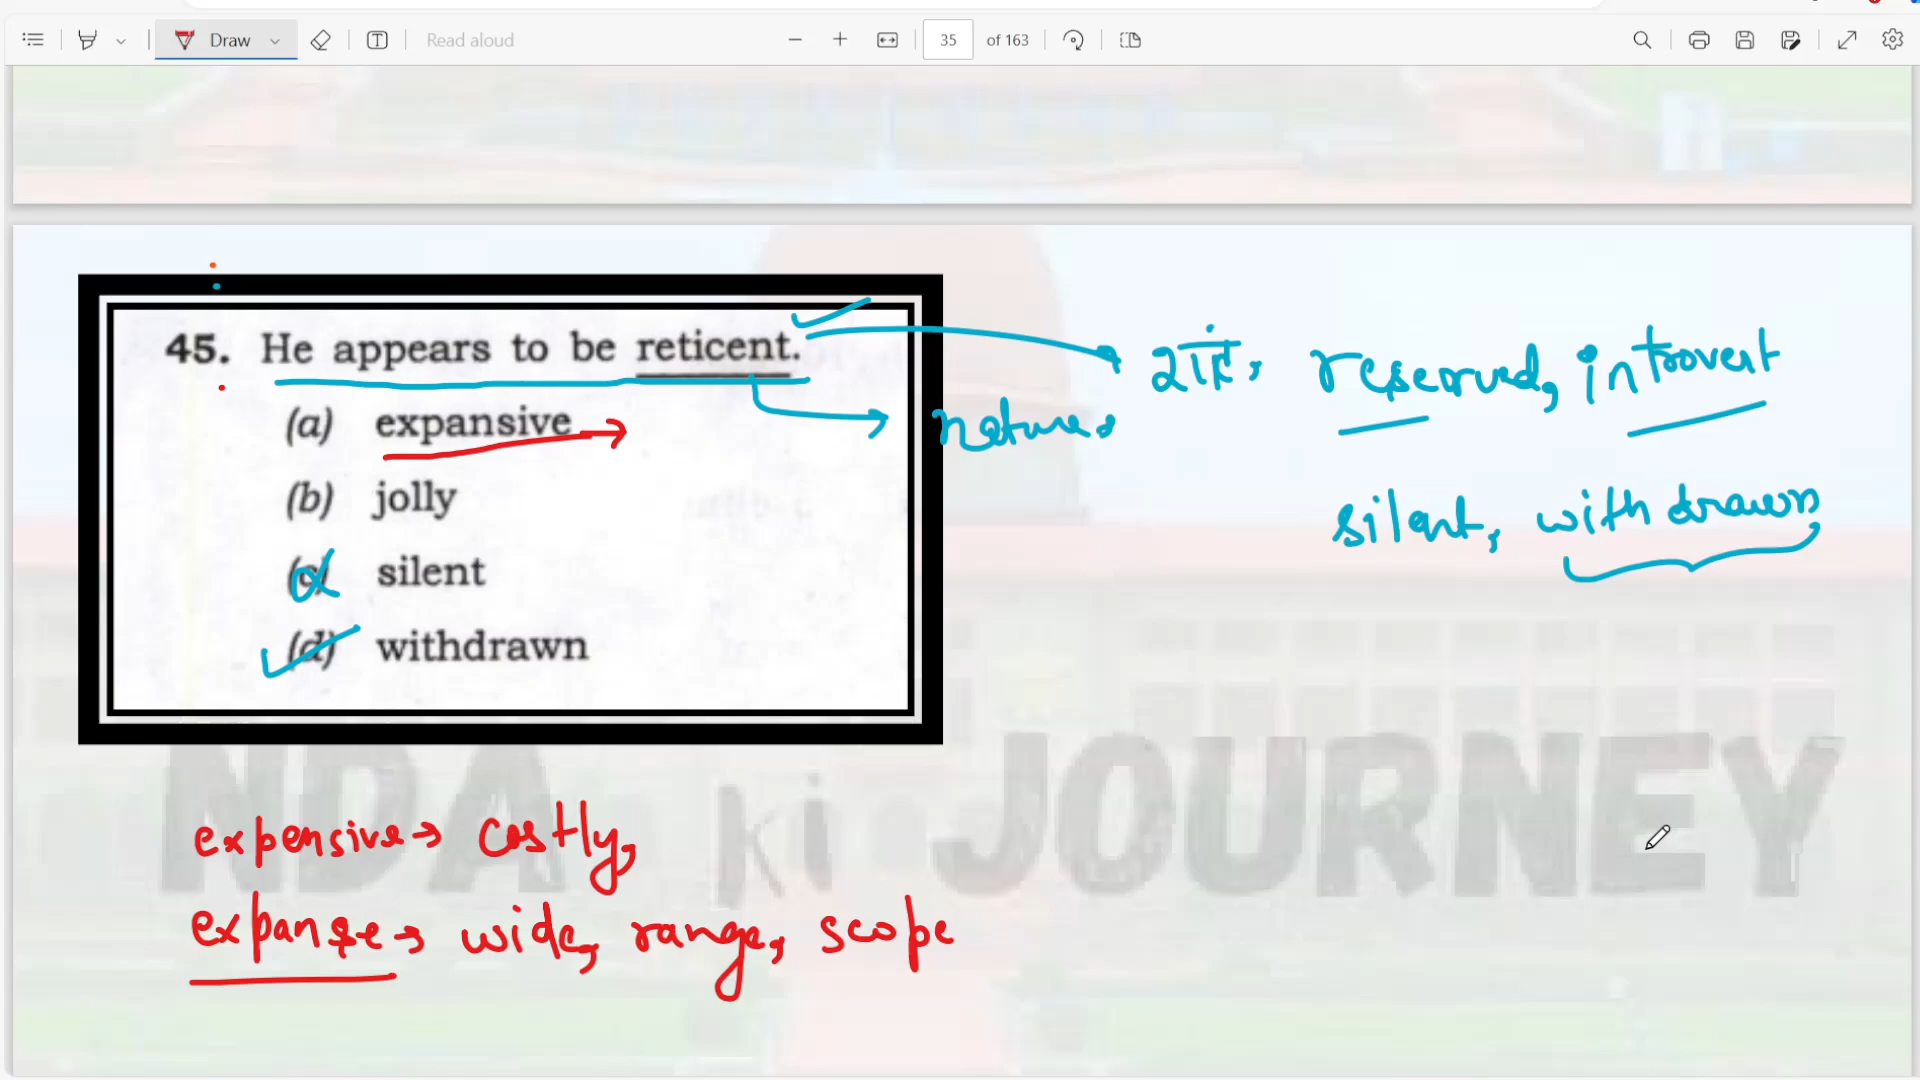 Draw
Read aloud
35 of 163
45. He appears to be reticent.
(a) expansive
(b) jolly
(c) silent
(d) withdrawn
शांत, reserved, introvert
nature,
silent, withdrawn
NDA ki JOURNEY
expensive → costly,
expanse → wide, range, scope